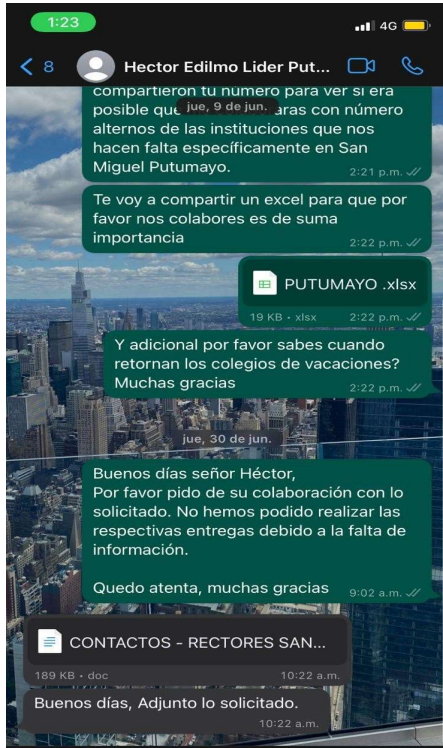 1:23
4G
8
Hector Edilmo Lider Put...
compartieron tu número para ver si era
jue, 9 de jun.
posible que aras con número
alternos de las instituciones que nos
hacen falta específicamente en San
Miguel Putumayo.
2:21 p.m.
Te voy a compartir un excel para que por
favor nos colabores es de suma
importancia
2:22 p.m.
PUTUMAYO .xlsx
19 KB • xlsx
2:22 p.m.
Y adicional por favor sabes cuando
retornan los colegios de vacaciones?
Muchas gracias
2:22 p.m.
jue, 30 de jun.
Buenos días señor Héctor,
Por favor pido de su colaboración con lo
solicitado. No hemos podido realizar las
respectivas entregas debido a la falta de
información.
Quedo atenta, muchas gracias
9:02 a.m.
CONTACTOS - RECTORES SAN...
189 KB • doc
10:22 a.m.
Buenos días, Adjunto lo solicitado.
10:22 a.m.